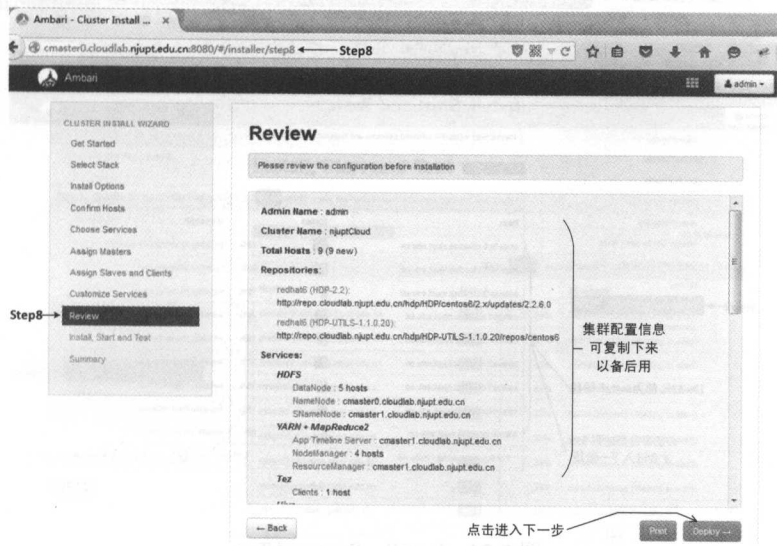 Ambari - Cluster Install ... ×
cmaster0.cloudlab.njupt.edu.cn:8080/#/installer/step8
Step8
Ambari
admin
CLUSTER INSTALL WIZARD
Get Started
Select Stack
Install Options
Confirm Hosts
Choose Services
Assign Masters
Assign Slaves and Clients
Customize Services
Step8
Review
Install, Start and Test
Summary
Review
Please review the configuration before installation
Admin Name : admin
Cluster Name : njuptCloud
Total Hosts : 9 (9 new)
Repositories:
redhat6 (HDP-2.2):
http://repo.cloudlab.njupt.edu.cn/hdp/HDP/centos6/2.x/updates/2.2.6.0
redhat6 (HDP-UTILS-1.1.0.20):
http://repo.cloudlab.njupt.edu.cn/hdp/HDP-UTILS-1.1.0.20/repos/centos6
Services:
HDFS
DataNode : 5 hosts
NameNode : cmaster0.cloudlab.njupt.edu.cn
SNameNode : cmaster1.cloudlab.njupt.edu.cn
YARN + MapReduce2
App Timeline Server : cmaster1.cloudlab.njupt.edu.cn
NodeManager : 4 hosts
ResourceManager : cmaster1.cloudlab.njupt.edu.cn
Tez
Clients : 1 host
集群配置信息
可复制下来
以备后用
← Back
点击进入下一步
Print
Deploy →